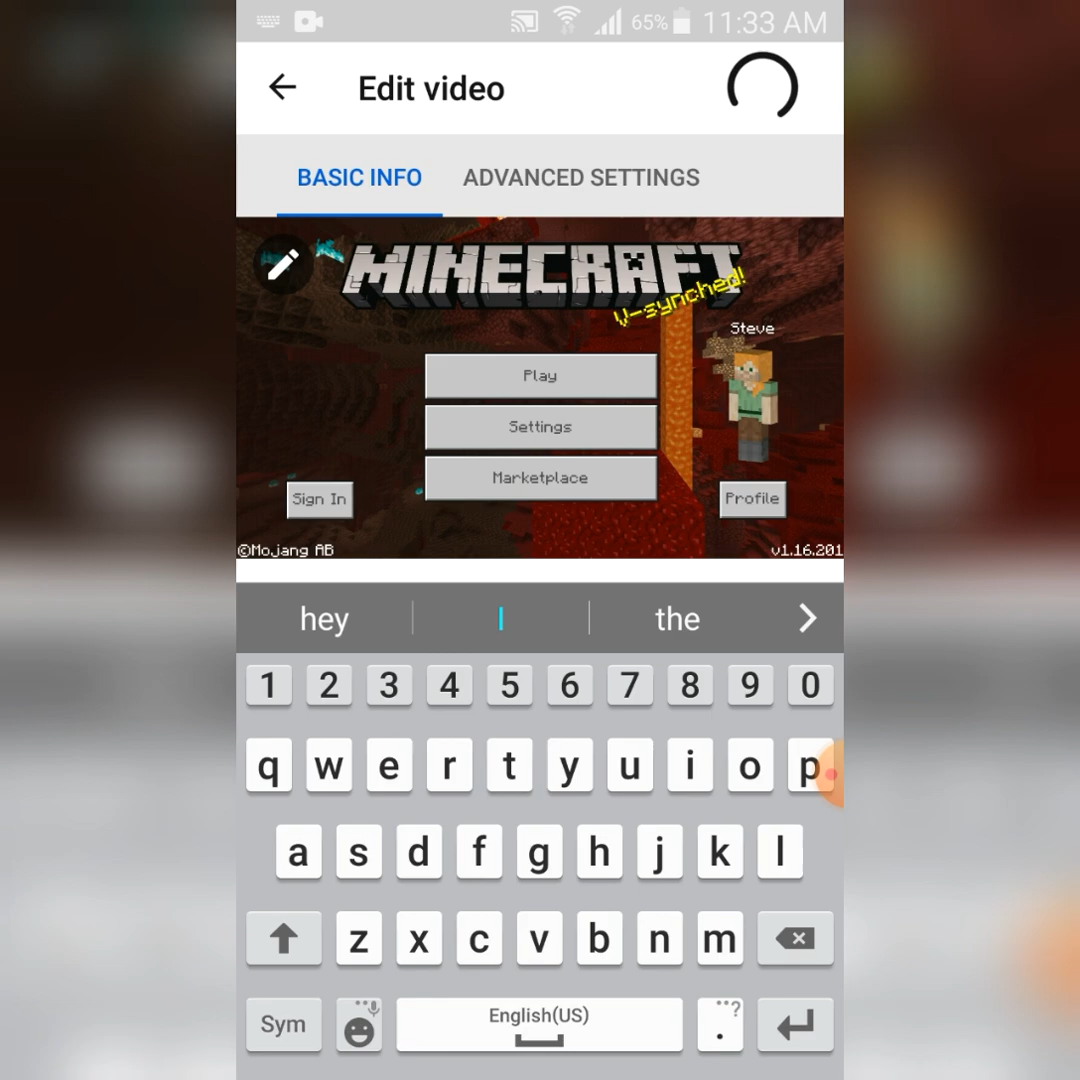 65% 11:33 AM
Edit video
BASIC INFO ADVANCED SETTINGS
MINECRAFT
V-synched!
Steve
Play
Settings
Marketplace
Sign In
Profile
©Mojang AB
v1.16.201
hey I the
1 2 3 4 5 6 7 8 9 0
q w e r t y u i o p
a s d f g h j k l
z x c v b n m
Sym English(US) . ?